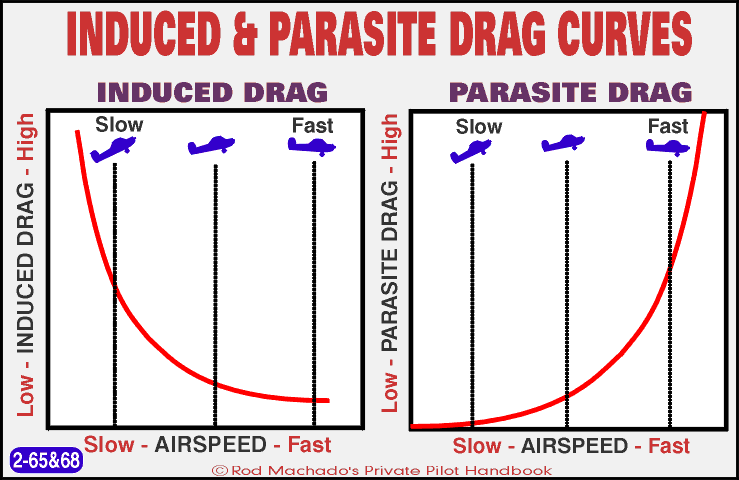 INDUCED & PARASITE DRAG CURVES
INDUCED DRAG
Slow
Fast
Low - INDUCED DRAG - High
Slow - AIRSPEED - Fast
PARASITE DRAG
Slow
Fast
Low - PARASITE DRAG - High
Slow - AIRSPEED - Fast
2-65&68
©Rod Machado's Private Pilot Handbook